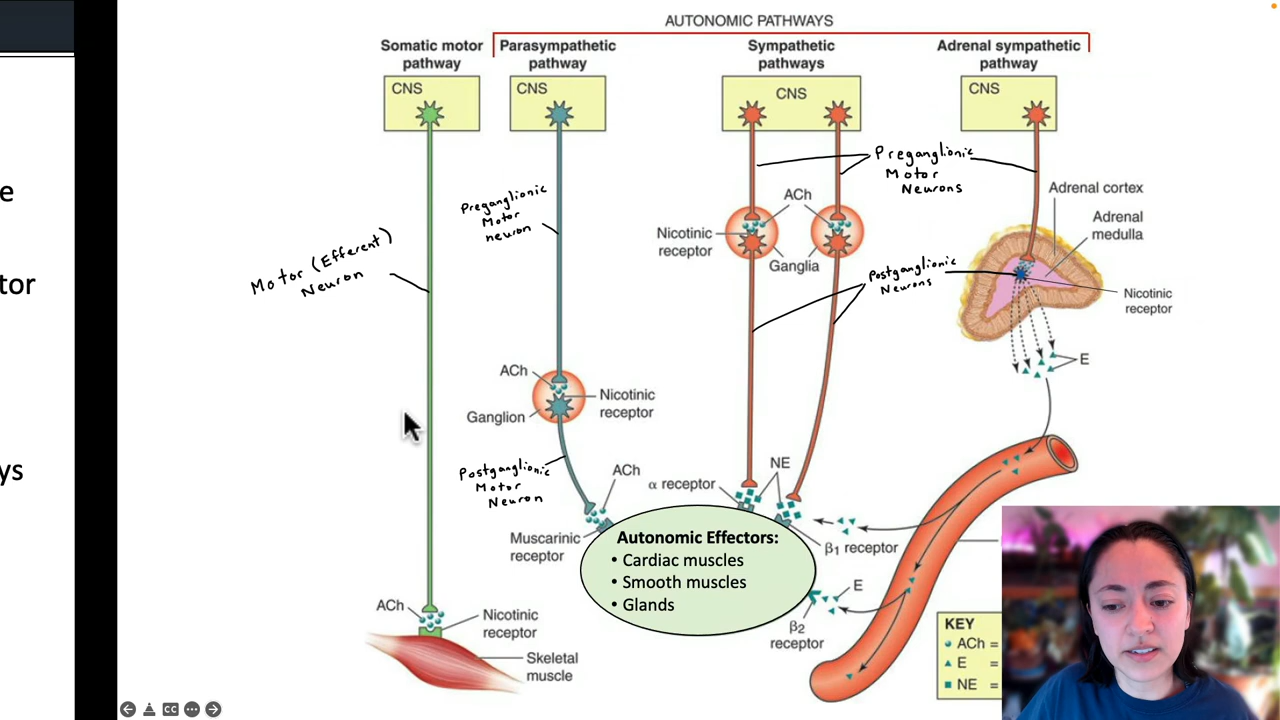 AUTONOMIC PATHWAYS
Somatic motor
pathway
Parasympathetic
pathway
Sympathetic
pathways
Adrenal sympathetic
pathway
CNS
CNS
CNS
CNS
e
tor
ys
Motor (Efferent)
Neuron
Preganglionic
Motor
neuron
Preganglionic
Motor
Neurons
ACh
Nicotinic
receptor
Ganglia
Adrenal cortex
Adrenal
medulla
Postganglionic
Neurons
Nicotinic
receptor
E
ACh
Ganglion
Nicotinic
receptor
Postganglionic
Motor
Neuron
ACh
Muscarinic
receptor
α receptor
NE
β1 receptor
E
β2
receptor
Autonomic Effectors:
• Cardiac muscles
• Smooth muscles
• Glands
ACh
Nicotinic
receptor
Skeletal
muscle
KEY
ACh =
E =
NE =
CC